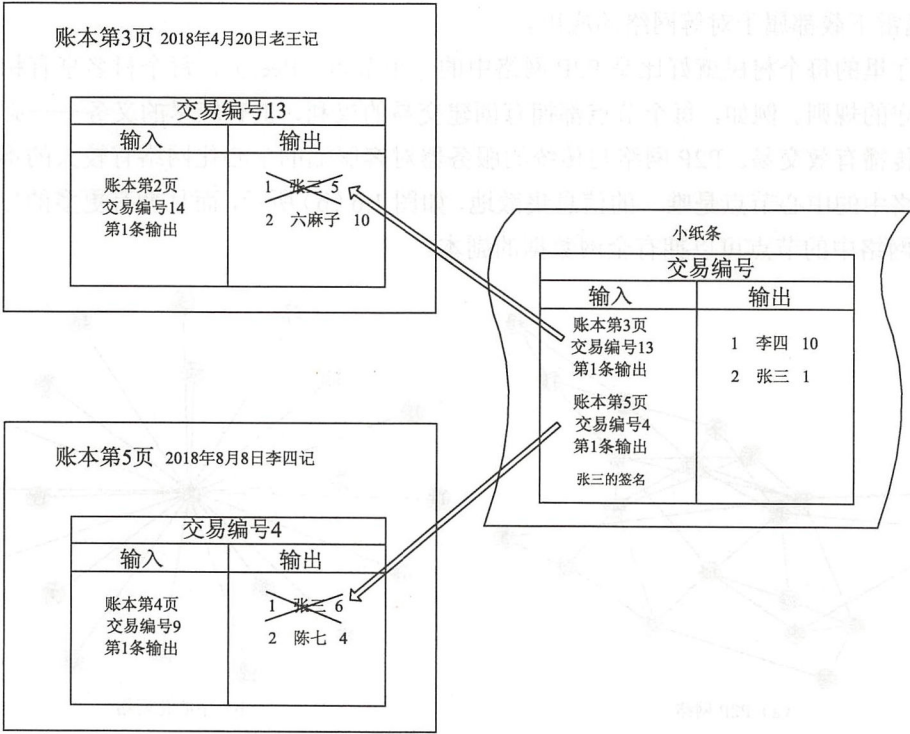 账本第3页 2018年4月20日老王记
交易编号13
输入 输出
账本第2页
交易编号14
第1条输出
1 张三 5
2 六麻子 10
小纸条
交易编号
输入 输出
账本第3页
交易编号13
第1条输出
账本第5页
交易编号4
第1条输出
张三的签名
1 李四 10
2 张三 1
账本第5页 2018年8月8日李四记
交易编号4
输入 输出
账本第4页
交易编号9
第1条输出
1 张三 6
2 陈七 4